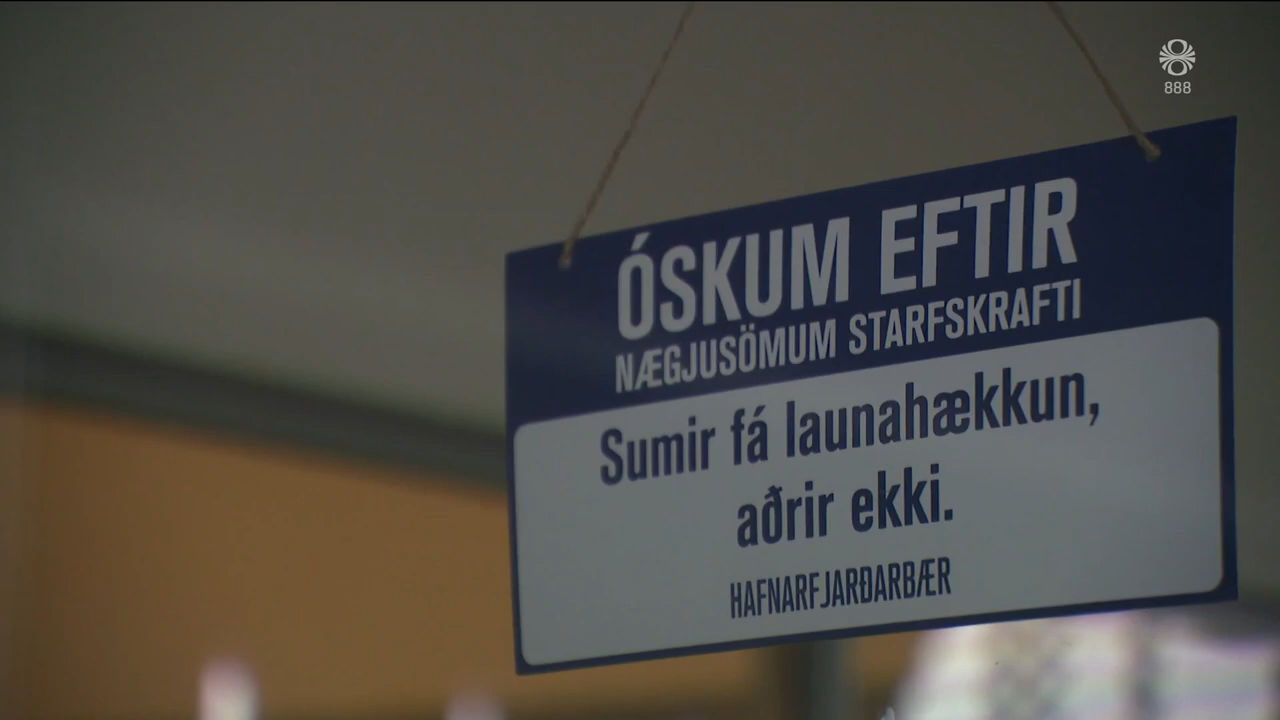 888
ÓSKUM EFTIR
NÆGJUSÖMUM STARFSKRAFTI
Sumir fá launahækkun,
aðrir ekki.
HAFNARFJARÐARBÆR